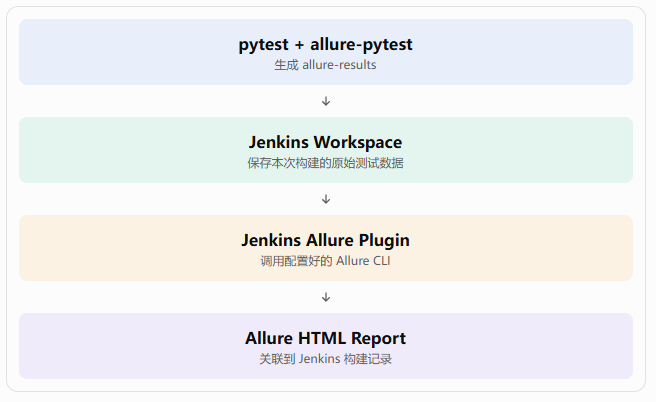 pytest + allure-pytest
生成 allure-results
↓
Jenkins Workspace
保存本次构建的原始测试数据
↓
Jenkins Allure Plugin
调用配置好的 Allure CLI
↓
Allure HTML Report
关联到 Jenkins 构建记录